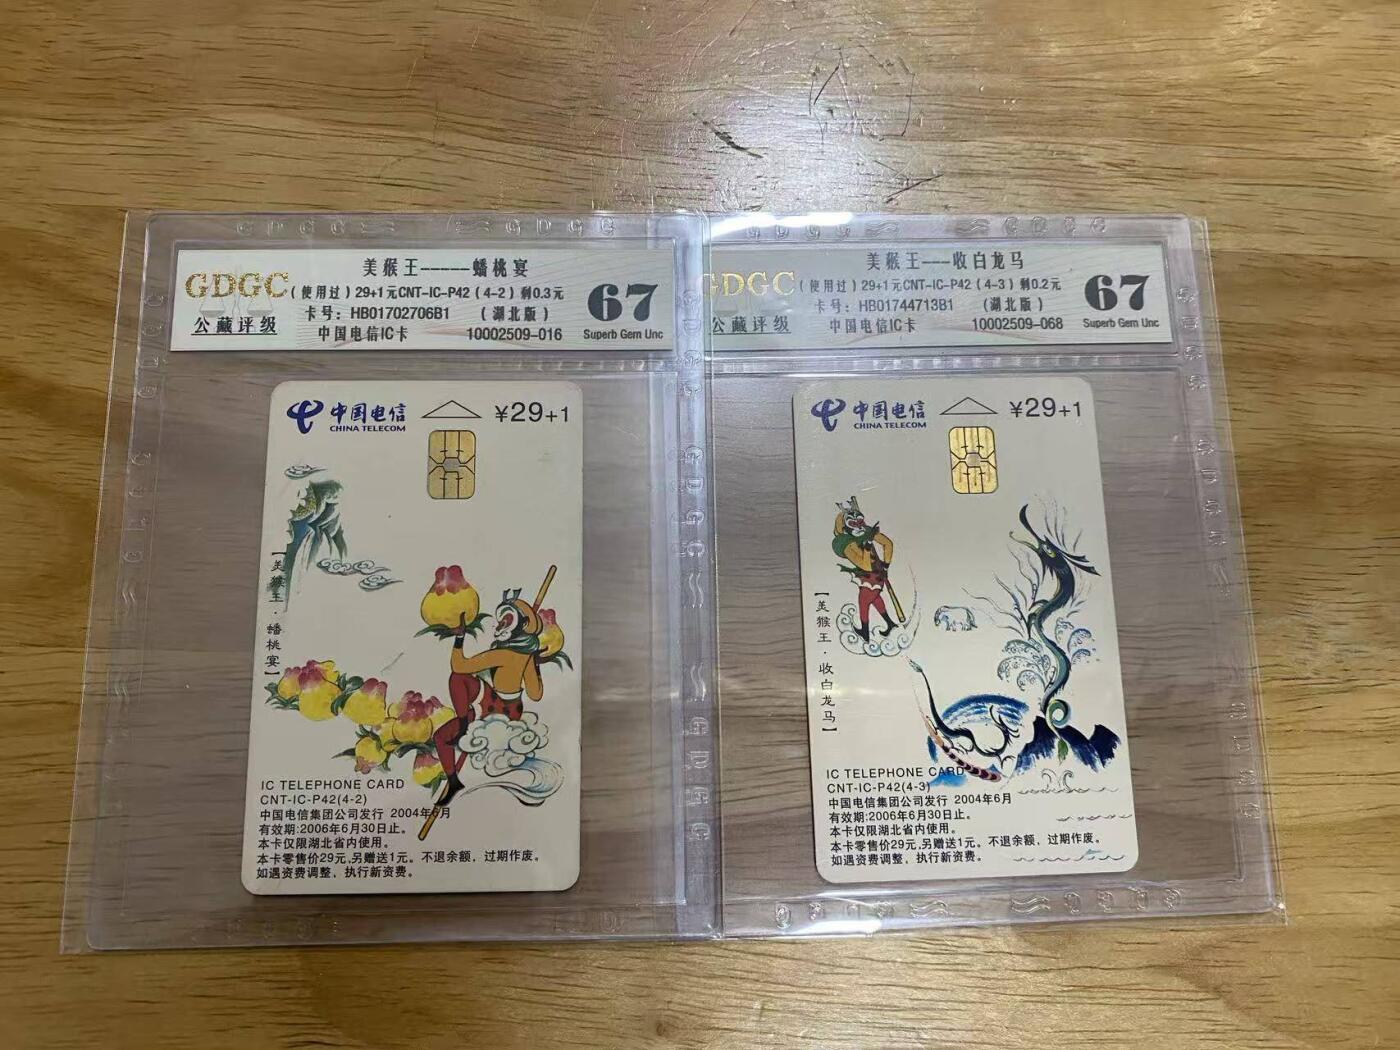 GDGC
公藏评级
美猴王-----蟠桃宴
(使用过)29+1元CNT-IC-P42(4-2)剩0.3元
卡号:HB01702706B1 (湖北版)
中国电信IC卡 10002509-016
67
Superb Gem Unc
GDGC
公藏评级
美猴王---收白龙马
(使用过)29+1元CNT-IC-P42(4-3)剩0.2元
卡号:HB01744713B1 (湖北版)
中国电信IC卡 10002509-068
67
Superb Gem Unc
中国电信
CHINA TELECOM
¥29+1
【美猴王·蟠桃宴】
IC TELEPHONE CARD
CNT-IC-P42(4-2)
中国电信集团公司发行 2004年6月
有效期:2006年6月30日止。
本卡仅限湖北省内使用。
本卡零售价29元,另赠送1元。不退余额,过期作废。
如遇资费调整,执行新资费。
中国电信
CHINA TELECOM
¥29+1
【美猴王·收白龙马】
IC TELEPHONE CARD
CNT-IC-P42(4-3)
中国电信集团公司发行 2004年6月
有效期:2006年6月30日止。
本卡仅限湖北省内使用。
本卡零售价29元,另赠送1元。不退余额,过期作废。
如遇资费调整,执行新资费。